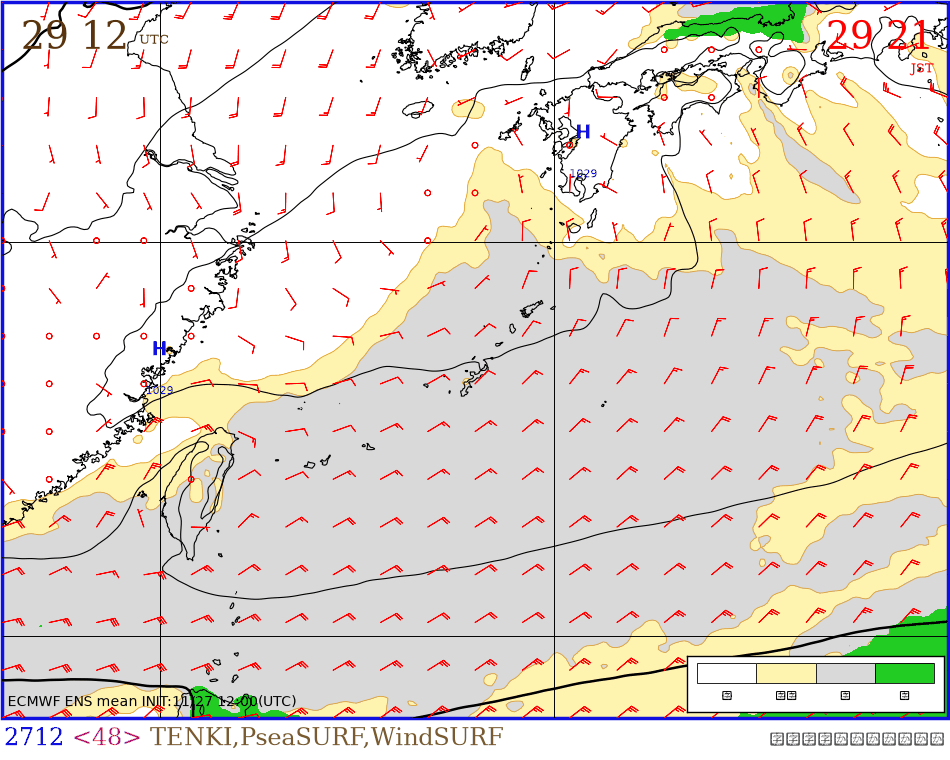 29 12 UTC
29 21
JST
H
1029
H
1029
ECMWF ENS mean INIT:11/27 12:00(UTC)
2712 <48> TENKI,PseaSURF,WindSURF